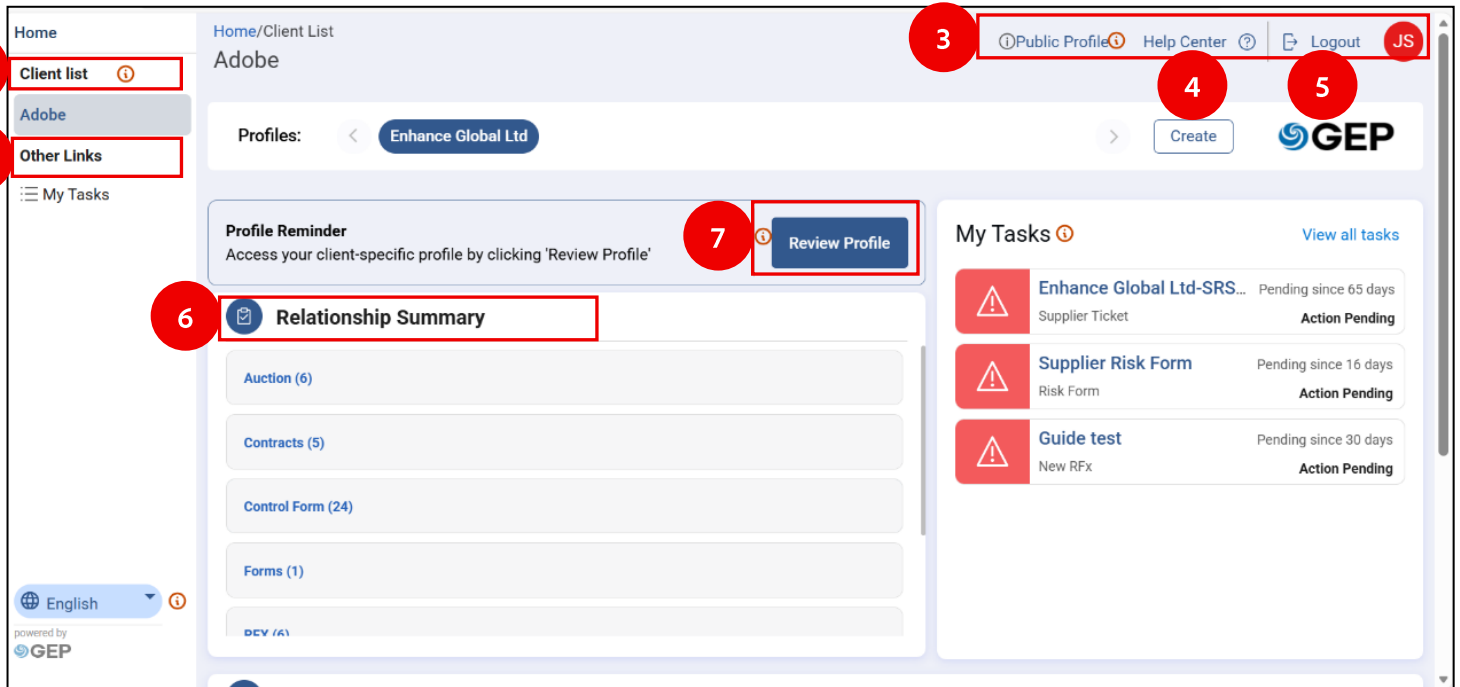 Home
Client list
Adobe
Other Links
My Tasks
English
powered by
GEP
Home/Client List
Adobe
3
Public Profile
Help Center
Logout
JS
4
5
Profiles:
Enhance Global Ltd
Create
GEP
Profile Reminder
Access your client-specific profile by clicking 'Review Profile'
7
Review Profile
6
Relationship Summary
Auction (6)
Contracts (5)
Control Form (24)
Forms (1)
RFX (6)
My Tasks
View all tasks
Enhance Global Ltd-SRS... Pending since 65 days
Supplier Ticket Action Pending
Supplier Risk Form Pending since 16 days
Risk Form Action Pending
Guide test Pending since 30 days
New RFx Action Pending